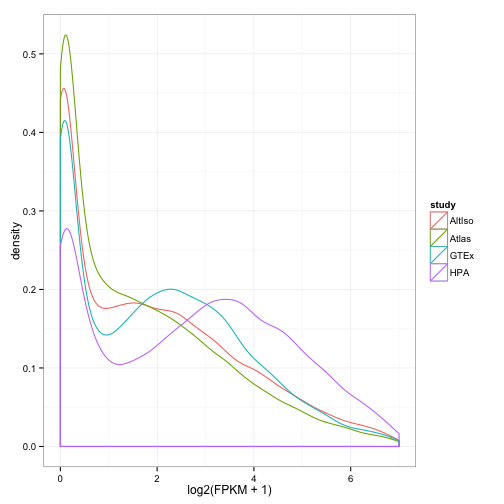 0.5
0.4
0.3
0.2
0.1
0.0
density
0 2 4 6
log2(FPKM + 1)
study
AltIso
Atlas
GTEx
HPA